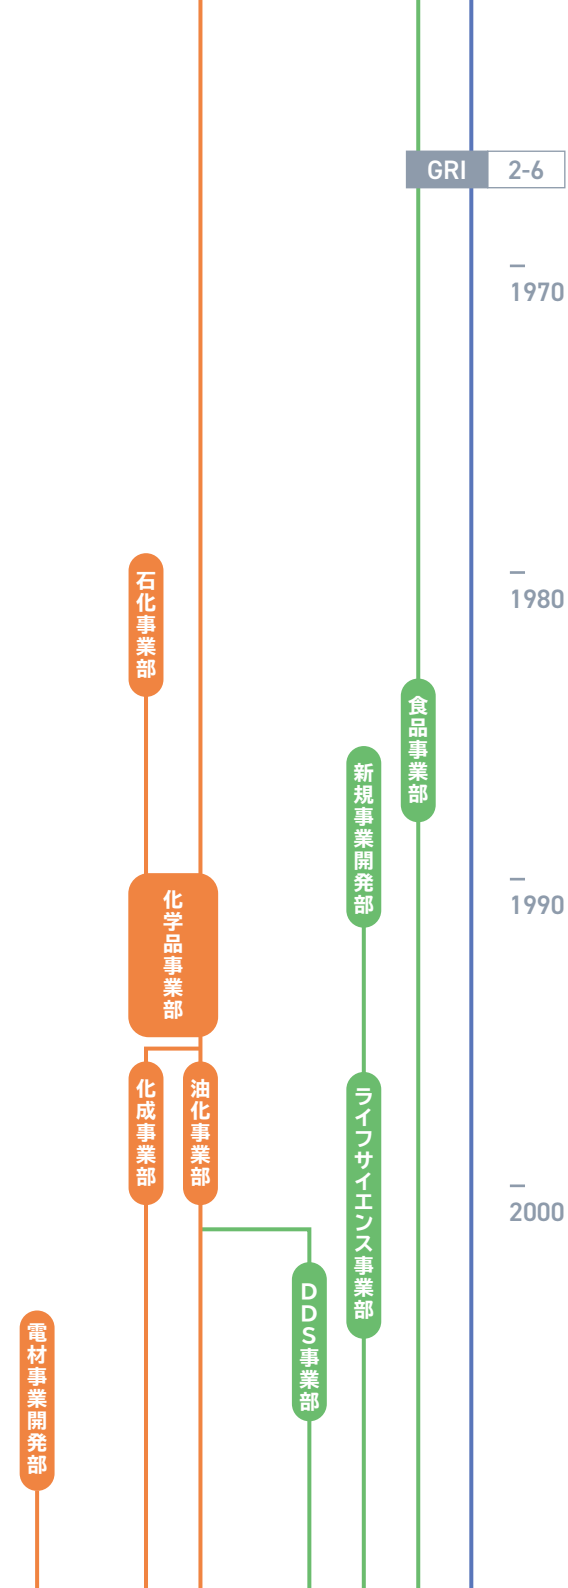 GRI 2-6
1970
石化事業部
1980
食品事業部
新規事業開発部
化学品事業部
1990
化成事業部
油化事業部
ライフサイエンス事業部
2000
DDS事業部
電材事業開発部